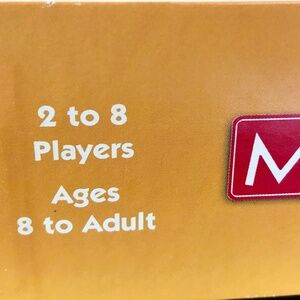 2 to 8
Players
Ages
8 to Adult
M